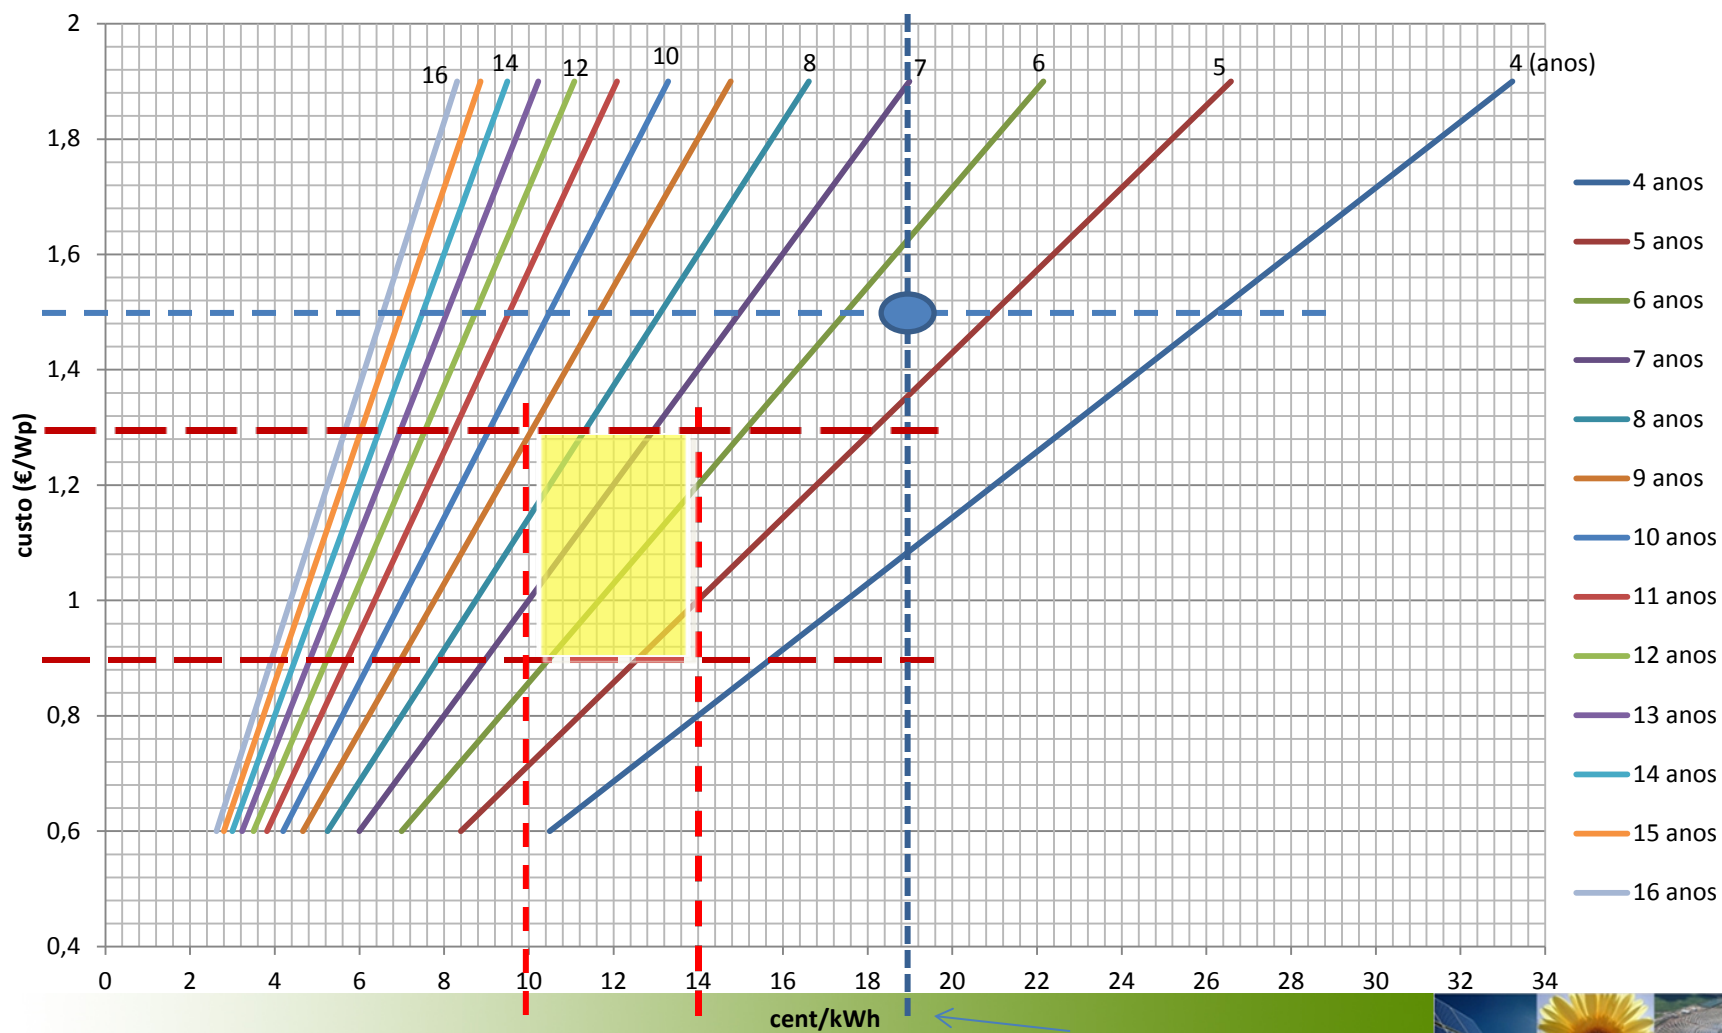 2
1,8
1,6
1,4
1,2
1
0,8
0,6
0,4
custo (€/Wp)
16
14
12
10
8
7
6
5
4 (anos)
0 2 4 6 8 10 12 14 16 18 20 22 24 26 28 30 32 34
cent/kWh
4 anos
5 anos
6 anos
7 anos
8 anos
9 anos
10 anos
11 anos
12 anos
13 anos
14 anos
15 anos
16 anos